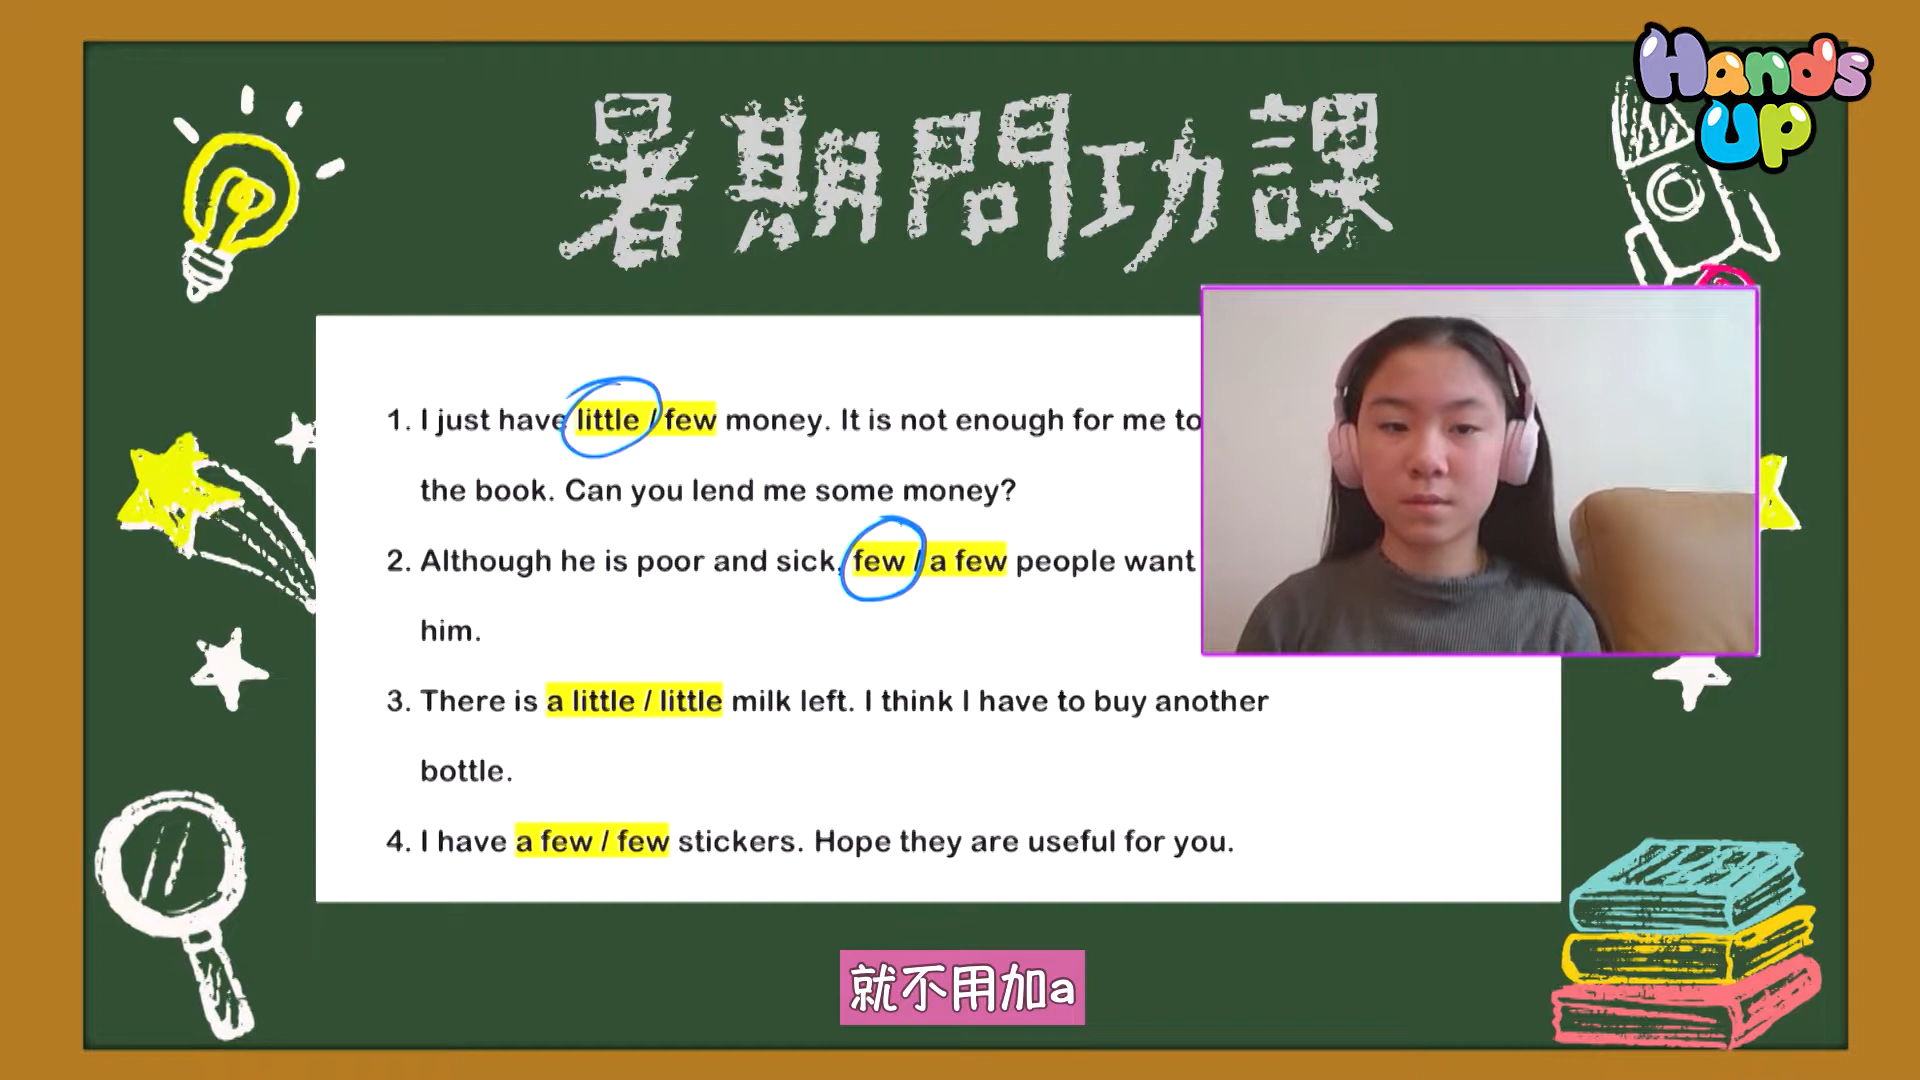 Hands
Up
暑期問功課
1. I just have little / few money. It is not enough for me to
the book. Can you lend me some money?
2. Although he is poor and sick, few / a few people want
him.
3. There is a little / little milk left. I think I have to buy another
bottle.
4. I have a few / few stickers. Hope they are useful for you.
就不用加a